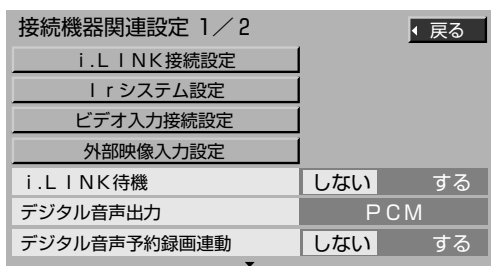 接続機器関連設定 1／2
戻る
i.LINK接続設定
Irシステム設定
ビデオ入力接続設定
外部映像入力設定
i.LINK待機 しない する
デジタル音声出力 PCM
デジタル音声予約録画連動 しない する